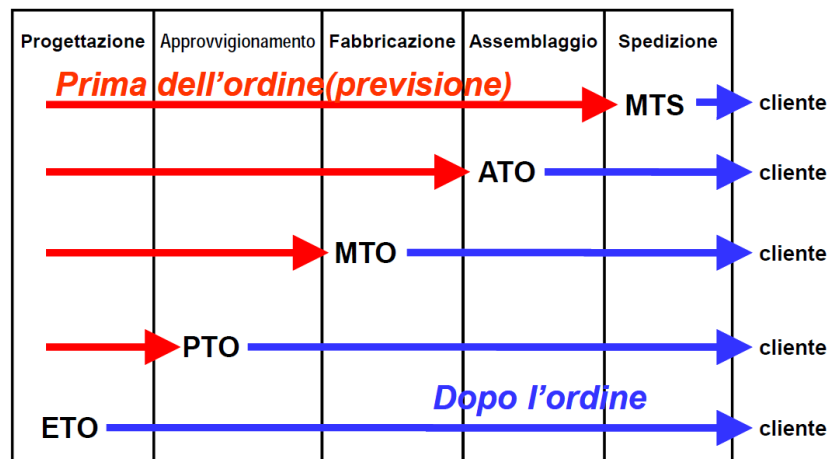 Progettazione Approvvigionamento Fabbricazione Assemblaggio Spedizione
Prima dell'ordine(previsione)
MTS cliente
ATO cliente
MTO cliente
PTO cliente
Dopo l'ordine
ETO cliente